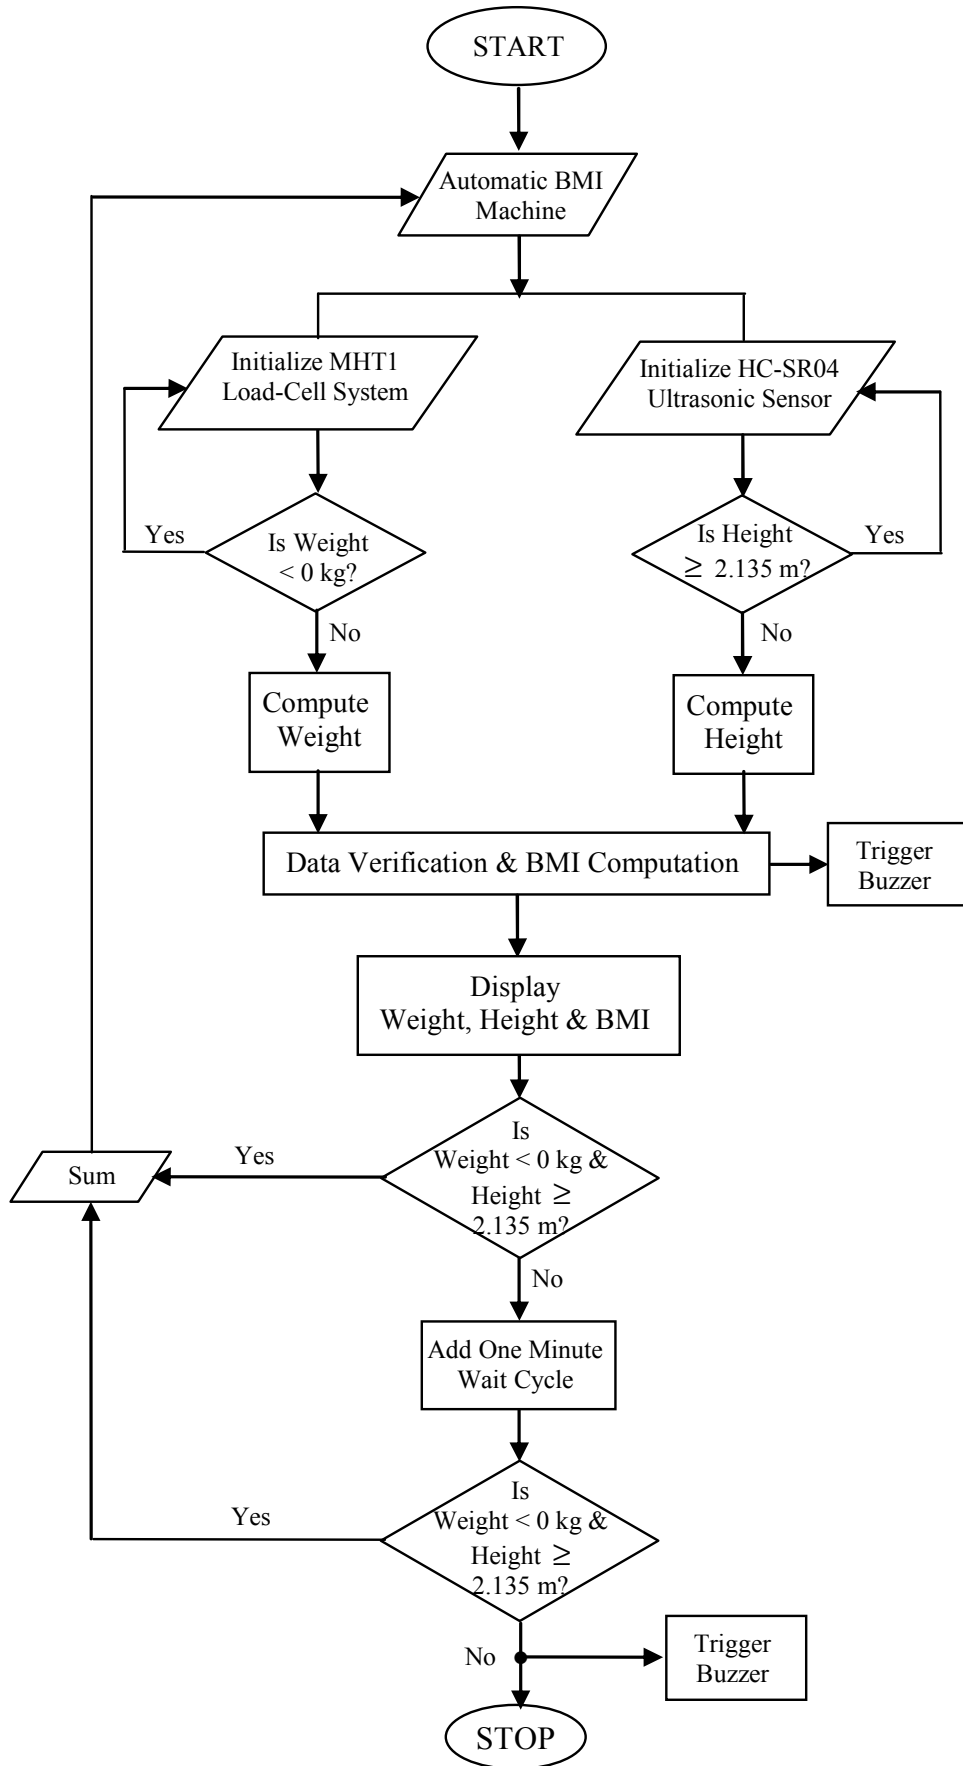 START
Automatic BMI
Machine
Initialize MHT1
Load-Cell System
Initialize HC-SR04
Ultrasonic Sensor
Yes
Is Weight
< 0 kg?
Is Height
≥ 2.135 m?
Yes
No
No
Compute
Weight
Compute
Height
Data Verification & BMI Computation
Trigger
Buzzer
Display
Weight, Height & BMI
Sum
Yes
Is
Weight < 0 kg &
Height ≥
2.135 m?
No
Add One Minute
Wait Cycle
Yes
Is
Weight < 0 kg &
Height ≥
2.135 m?
No
Trigger
Buzzer
STOP